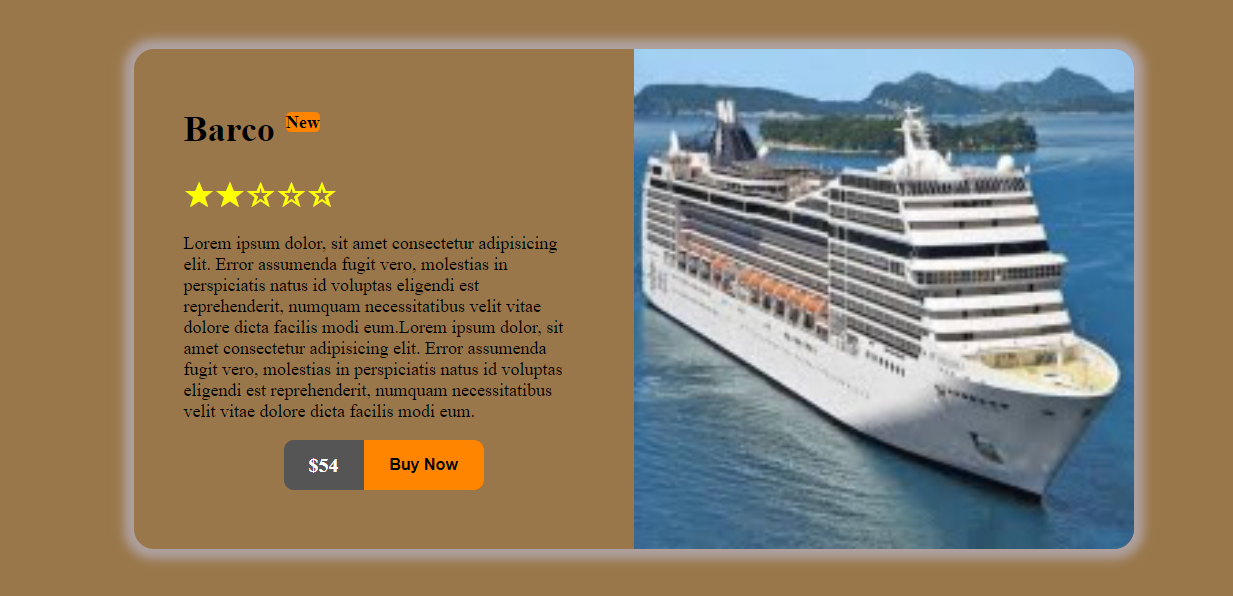 Barco New
Lorem ipsum dolor, sit amet consectetur adipisicing
elit. Error assumenda fugit vero, molestias in
perspiciatis natus id voluptas eligendi est
reprehenderit, numquam necessitatibus velit vitae
dolore dicta facilis modi eum.Lorem ipsum dolor, sit
amet consectetur adipisicing elit. Error assumenda
fugit vero, molestias in perspiciatis natus id voluptas
eligendi est reprehenderit, numquam necessitatibus
velit vitae dolore dicta facilis modi eum.
$54 Buy Now